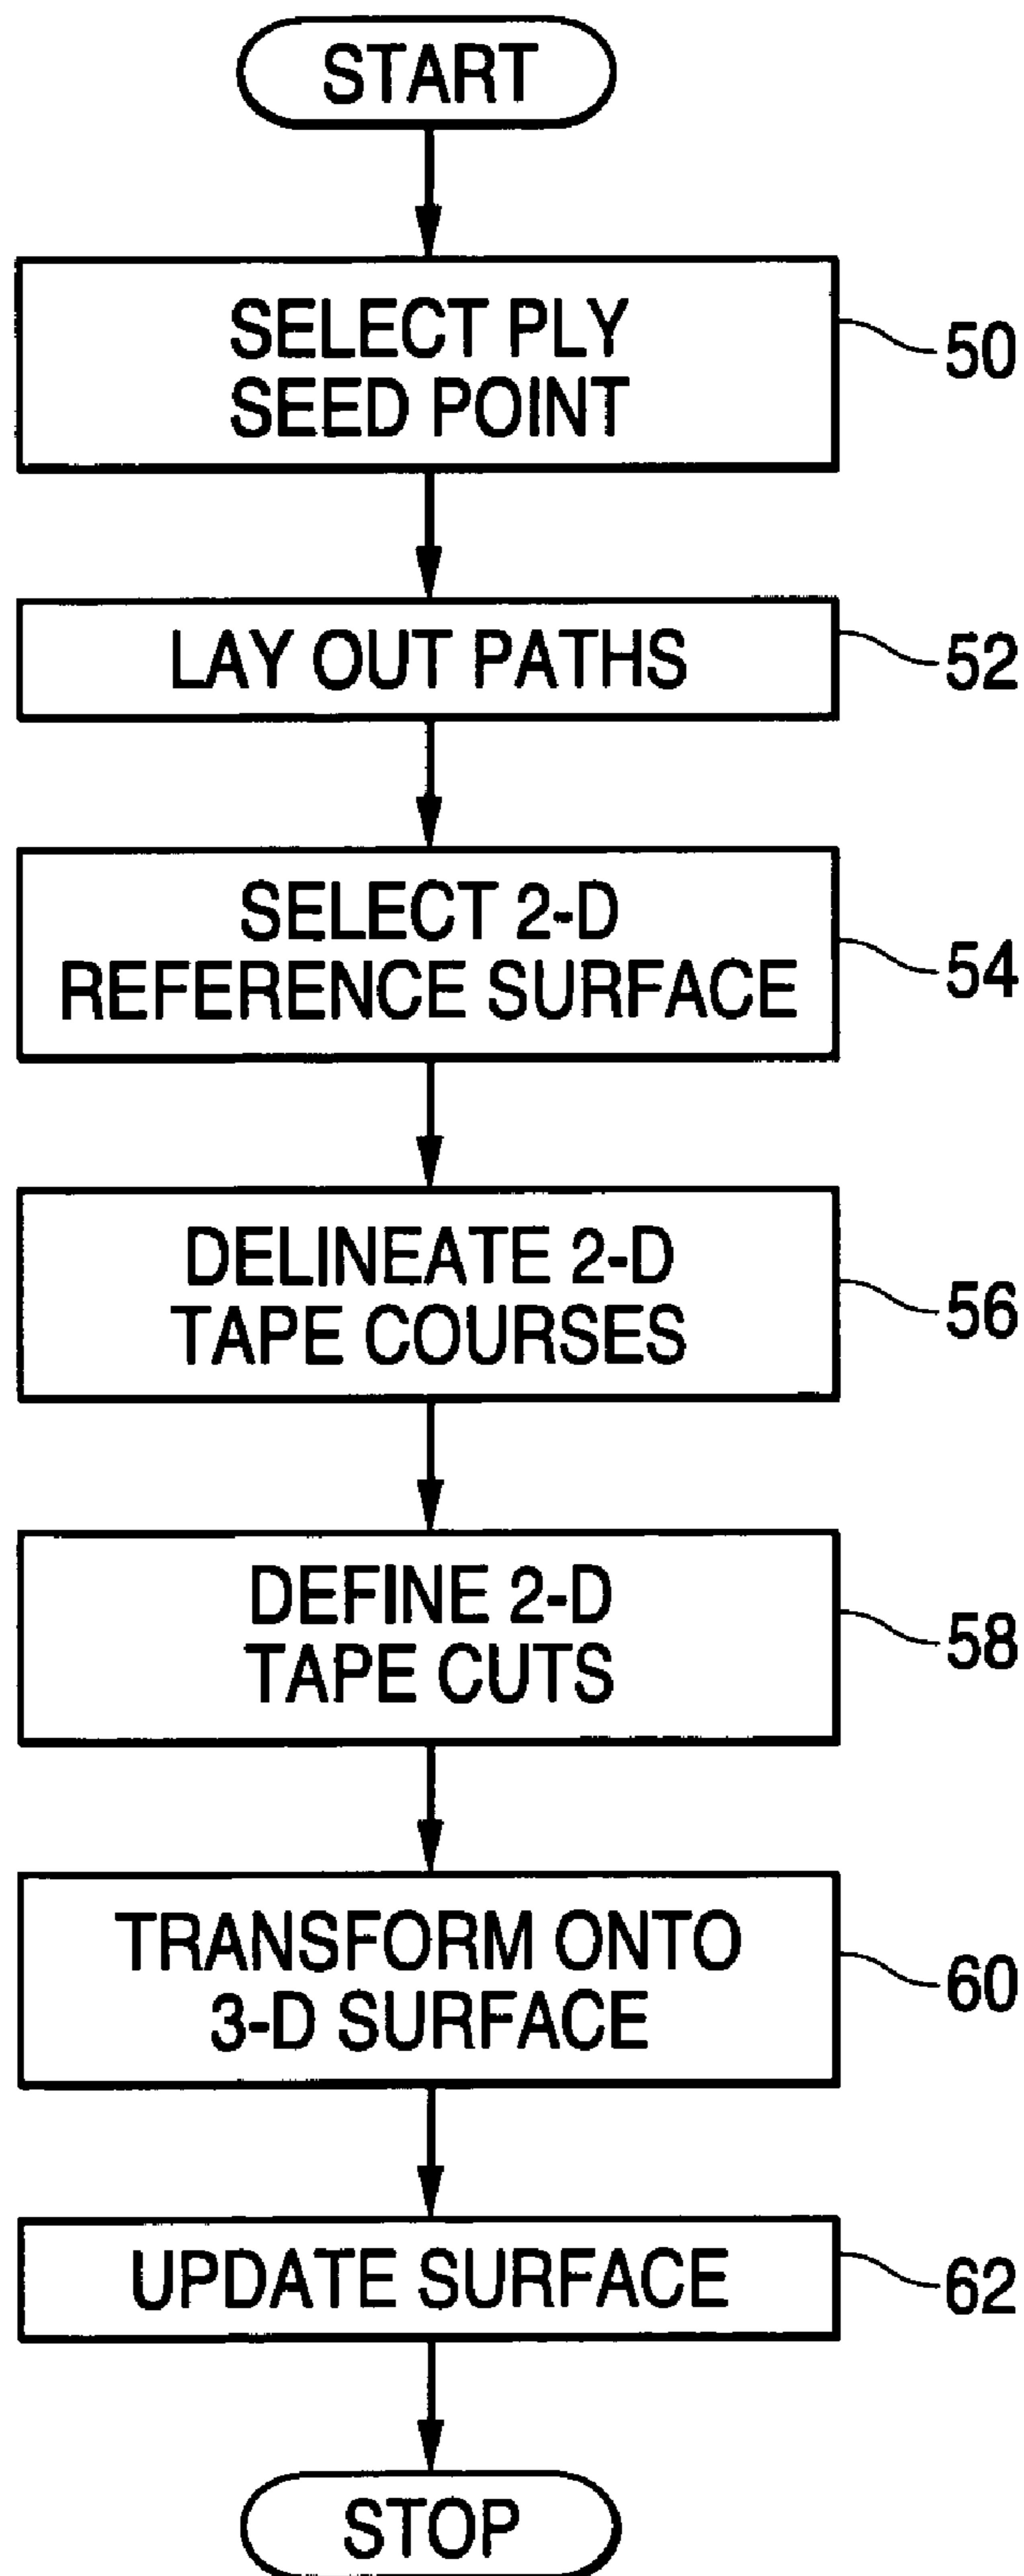 START
SELECT PLY
SEED POINT
50
LAY OUT PATHS
52
SELECT 2-D
REFERENCE SURFACE
54
DELINEATE 2-D
TAPE COURSES
56
DEFINE 2-D
TAPE CUTS
58
TRANSFORM ONTO
3-D SURFACE
60
UPDATE SURFACE
62
STOP